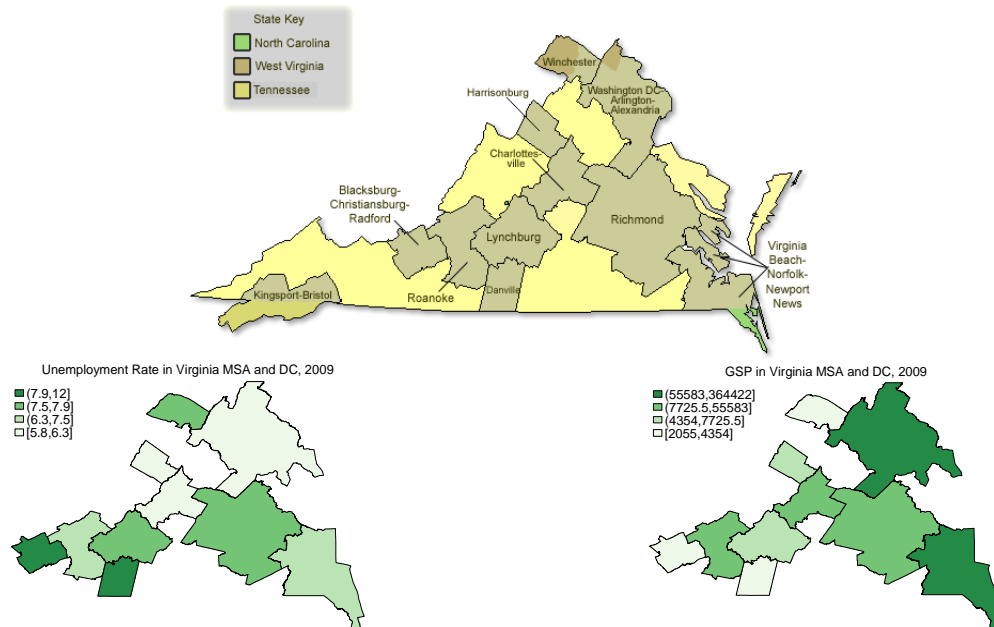 State Key
North Carolina
West Virginia
Tennessee
Winchester
Washington DC
Arlington-
Alexandria
Harrisonburg
Charlottes-
ville
Blacksburg-
Christiansburg-
Radford
Richmond
Lynchburg
Virginia
Beach-
Norfolk-
Newport
News
Kingsport-Bristol
Roanoke
Danville
Unemployment Rate in Virginia MSA and DC, 2009
(7.9,12]
(7.5,7.9]
(6.3,7.5]
[5.8,6.3]
GSP in Virginia MSA and DC, 2009
(55583,364422]
(7725.5,55583]
(4354,7725.5]
[2055,4354]